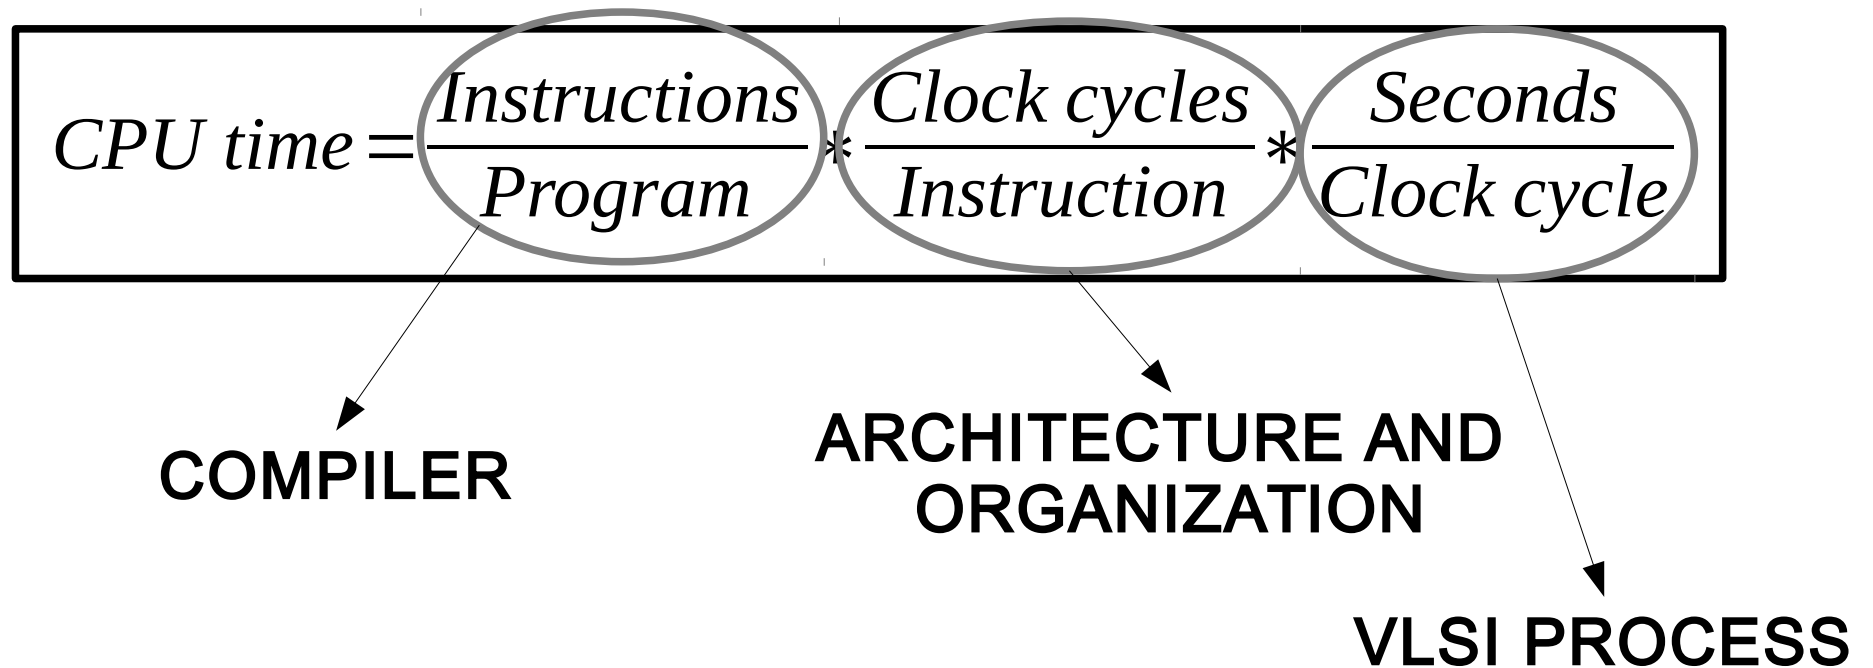 CPU time = Instructions / Program * Clock cycles / Instruction * Seconds / Clock cycle
COMPILER
ARCHITECTURE AND
ORGANIZATION
VLSI PROCESS